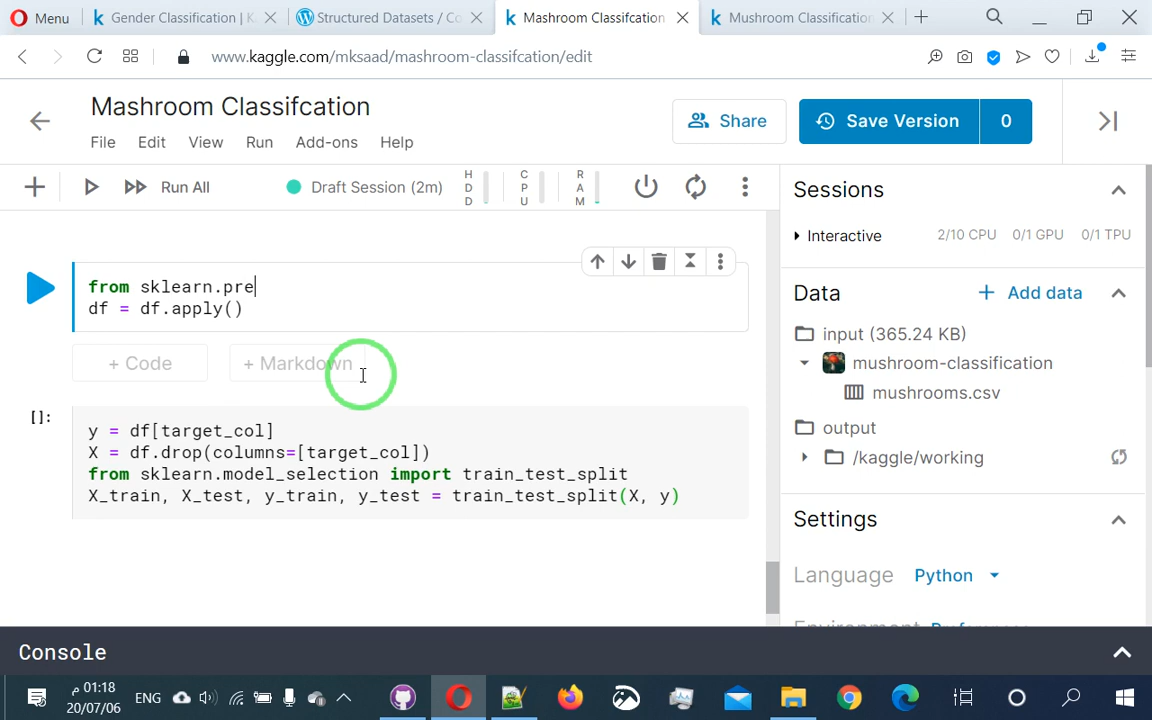 Menu
Gender Classification | K
Structured Datasets / Co
Mashroom Classifcation
Mushroom Classification
www.kaggle.com/mksaad/mashroom-classifcation/edit
Mashroom Classifcation
File Edit View Run Add-ons Help
Share
Save Version 0
Run All
Draft Session (2m)
HDD
CPU
RAM
from sklearn.pre
df = df.apply()
+ Code
+ Markdown
[]:
y = df[target_col]
X = df.drop(columns=[target_col])
from sklearn.model_selection import train_test_split
X_train, X_test, y_train, y_test = train_test_split(X, y)
Sessions
Interactive 2/10 CPU 0/1 GPU 0/1 TPU
Data + Add data
input (365.24 KB)
mushroom-classification
mushrooms.csv
output
/kaggle/working
Settings
Language Python
Environment Preferences
Console
01:18 م
20/07/06
ENG